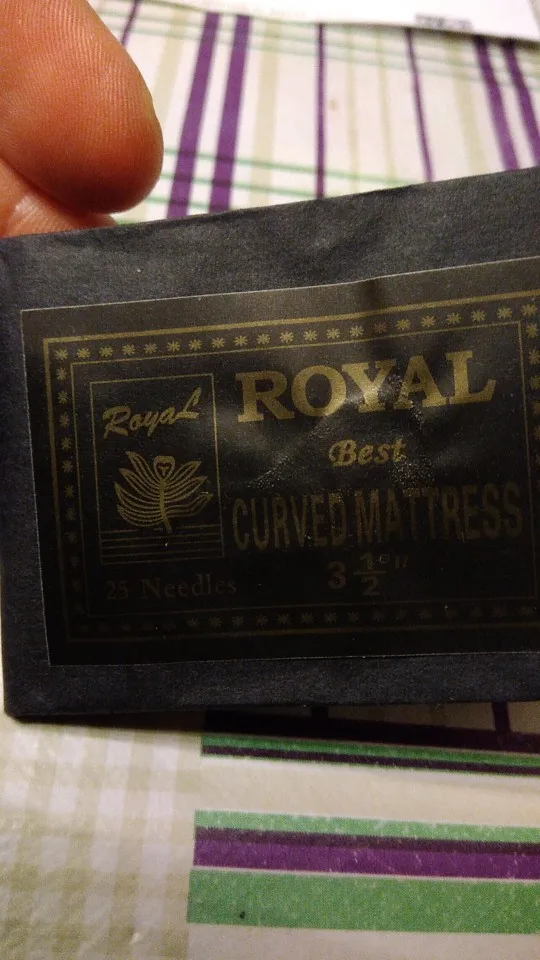 Royal
ROYAL
Best
CURVED MATTRESS
3 1/2"
25 Needles